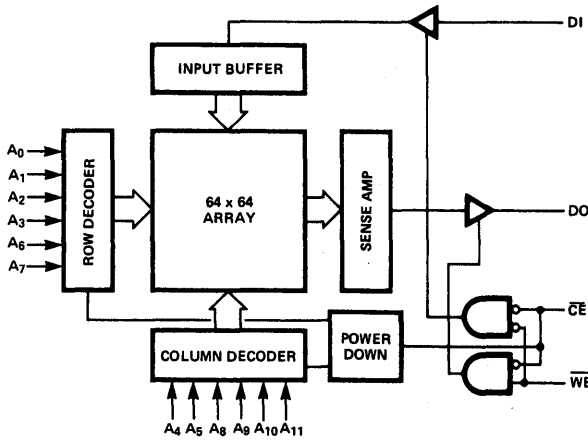 DI
INPUT BUFFER
A0
A1
A2
A3
A6
A7
ROW DECODER
64 x 64
ARRAY
SENSE AMP
DO
CE
POWER
DOWN
COLUMN DECODER
WE
A4 A5 A8 A9 A10 A11